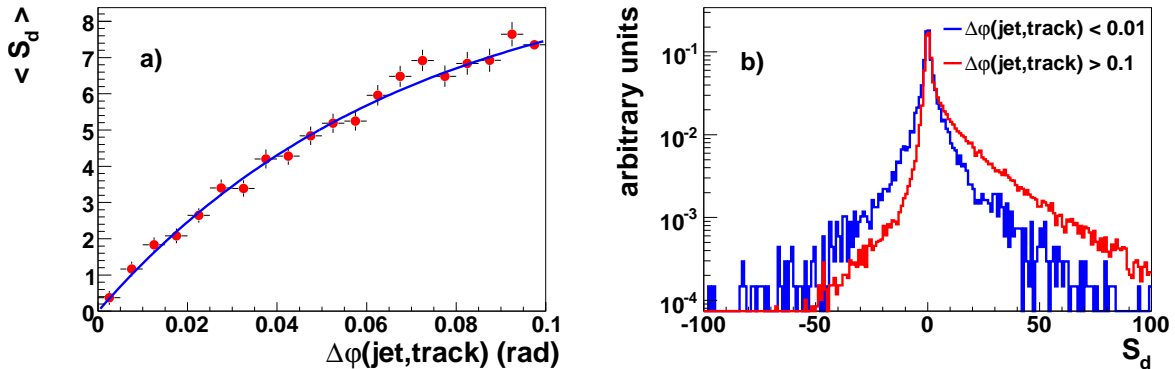 < S_d >
a)
8
7
6
5
4
3
2
1
0
0 0.02 0.04 0.06 0.08 0.1
Δφ(jet,track) (rad)
arbitrary units
b)
Δφ(jet,track) < 0.01
Δφ(jet,track) > 0.1
10⁻¹
10⁻²
10⁻³
10⁻⁴
-100 -50 0 50 100
S_d